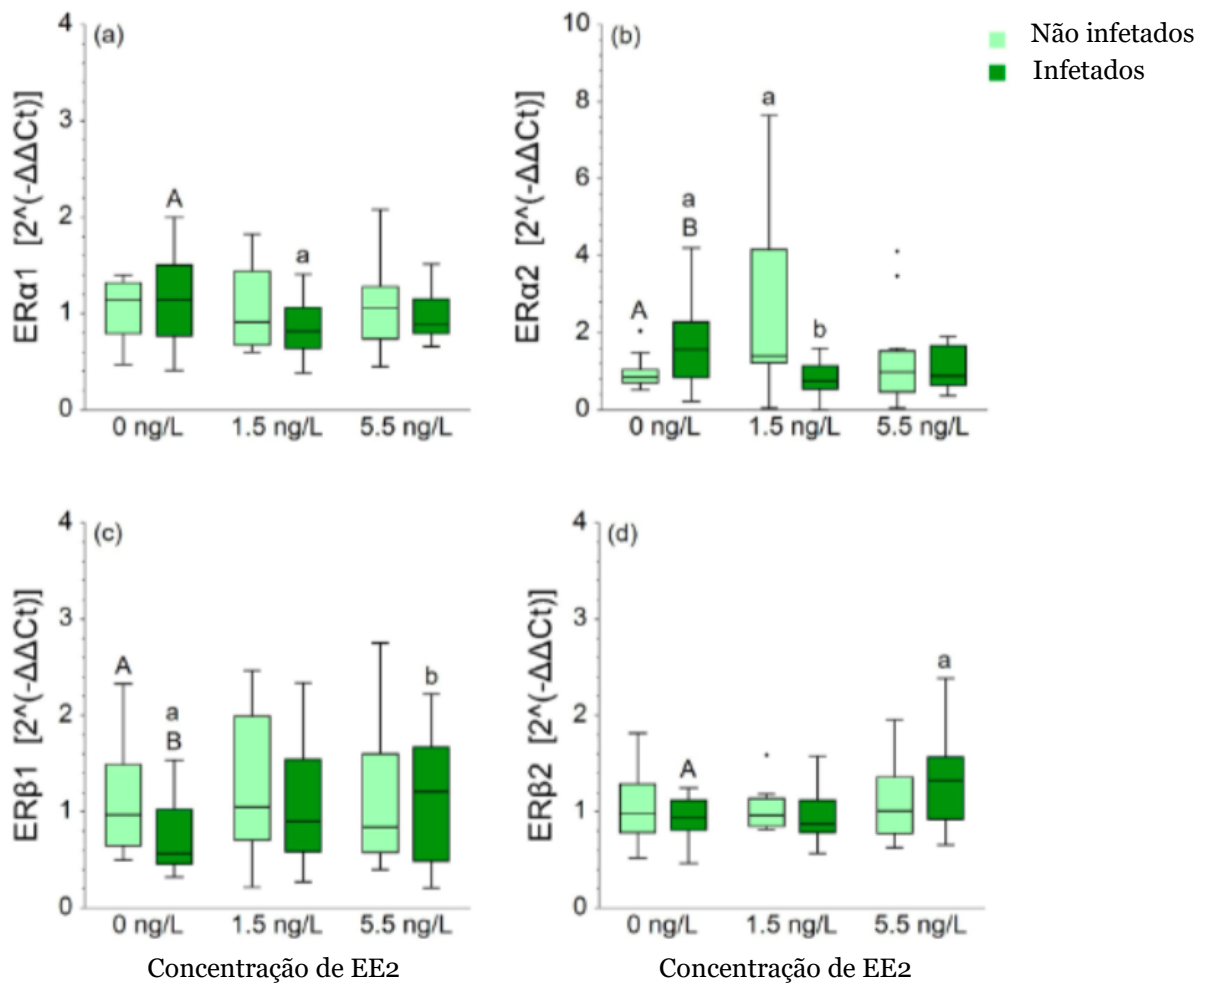 (a)
ERα1 [2^(-ΔΔCt)]
4
3
2
1
0
A
a
0 ng/L 1.5 ng/L 5.5 ng/L
(b)
ERα2 [2^(-ΔΔCt)]
10
8
6
4
2
0
A
a
B
a
b
0 ng/L 1.5 ng/L 5.5 ng/L
Não infetados
Infetados
(c)
ERβ1 [2^(-ΔΔCt)]
4
3
2
1
0
A
a
B
b
0 ng/L 1.5 ng/L 5.5 ng/L
Concentração de EE2
(d)
ERβ2 [2^(-ΔΔCt)]
4
3
2
1
0
A
a
0 ng/L 1.5 ng/L 5.5 ng/L
Concentração de EE2